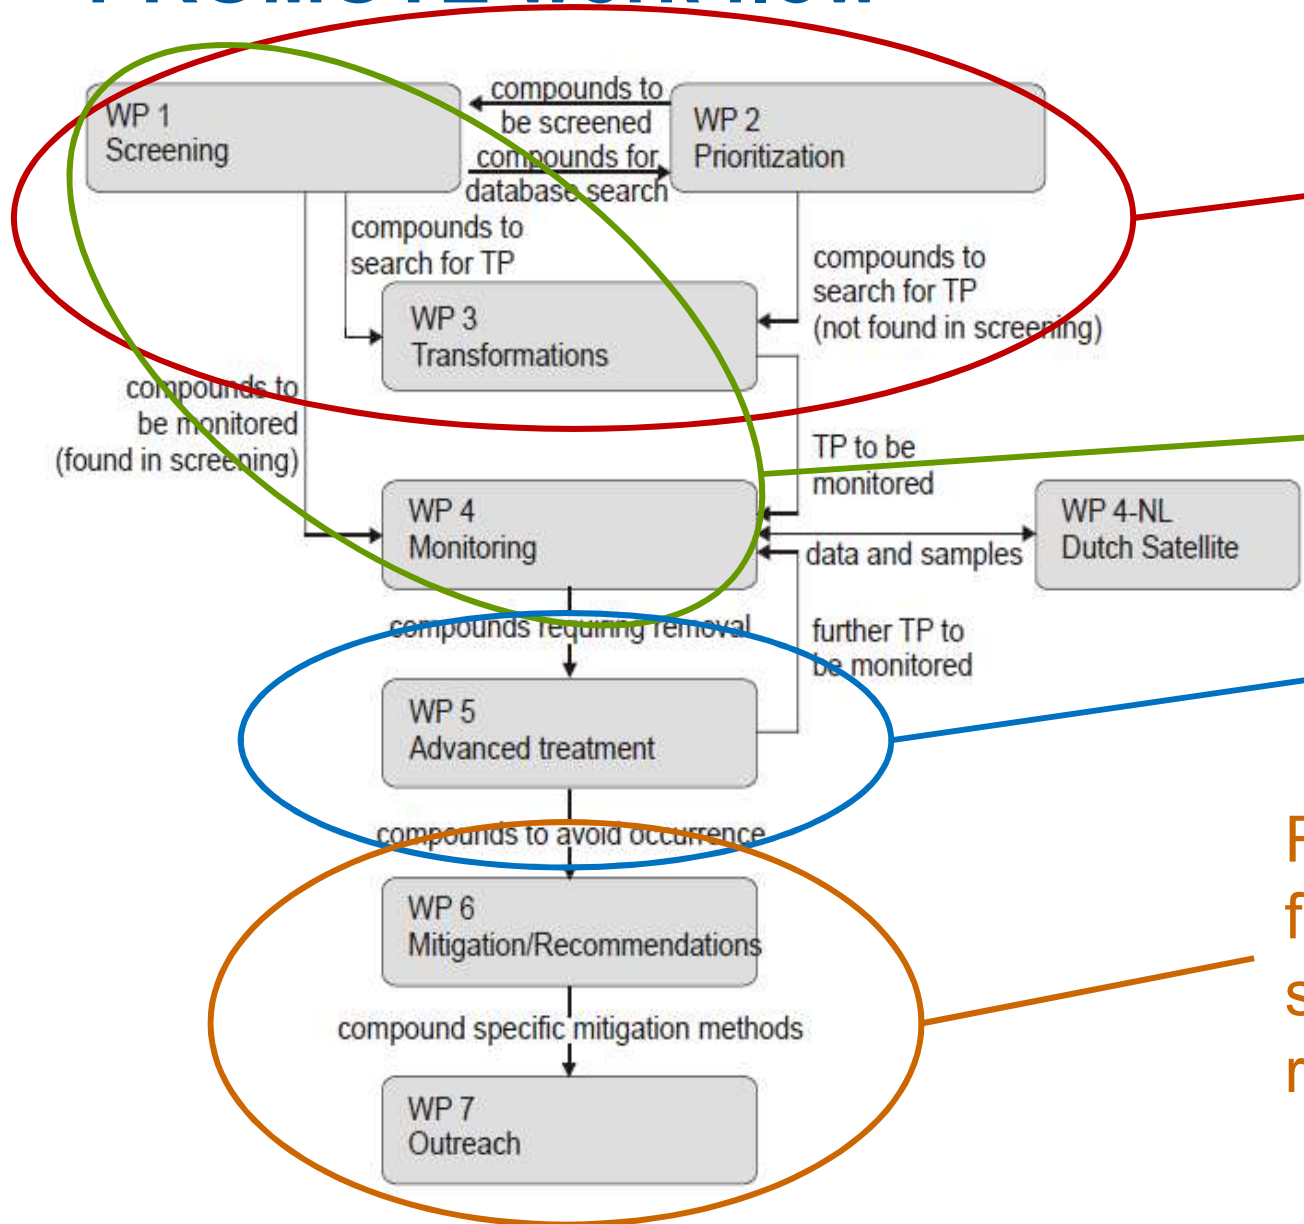 PROMOTE work flow
WP 1
Screening
compounds to
be screened
compounds for
database search
WP 2
Prioritization
compounds to
search for TP
compounds to
search for TP
(not found in screening)
WP 3
Transformations
compounds to
be monitored
(found in screening)
TP to be
monitored
WP 4
Monitoring
data and samples
WP 4-NL
Dutch Satellite
compounds requiring removal
further TP to
be monitored
WP 5
Advanced treatment
compounds to avoid occurrence
WP 6
Mitigation/Recommendations
compound specific mitigation methods
WP 7
Outreach